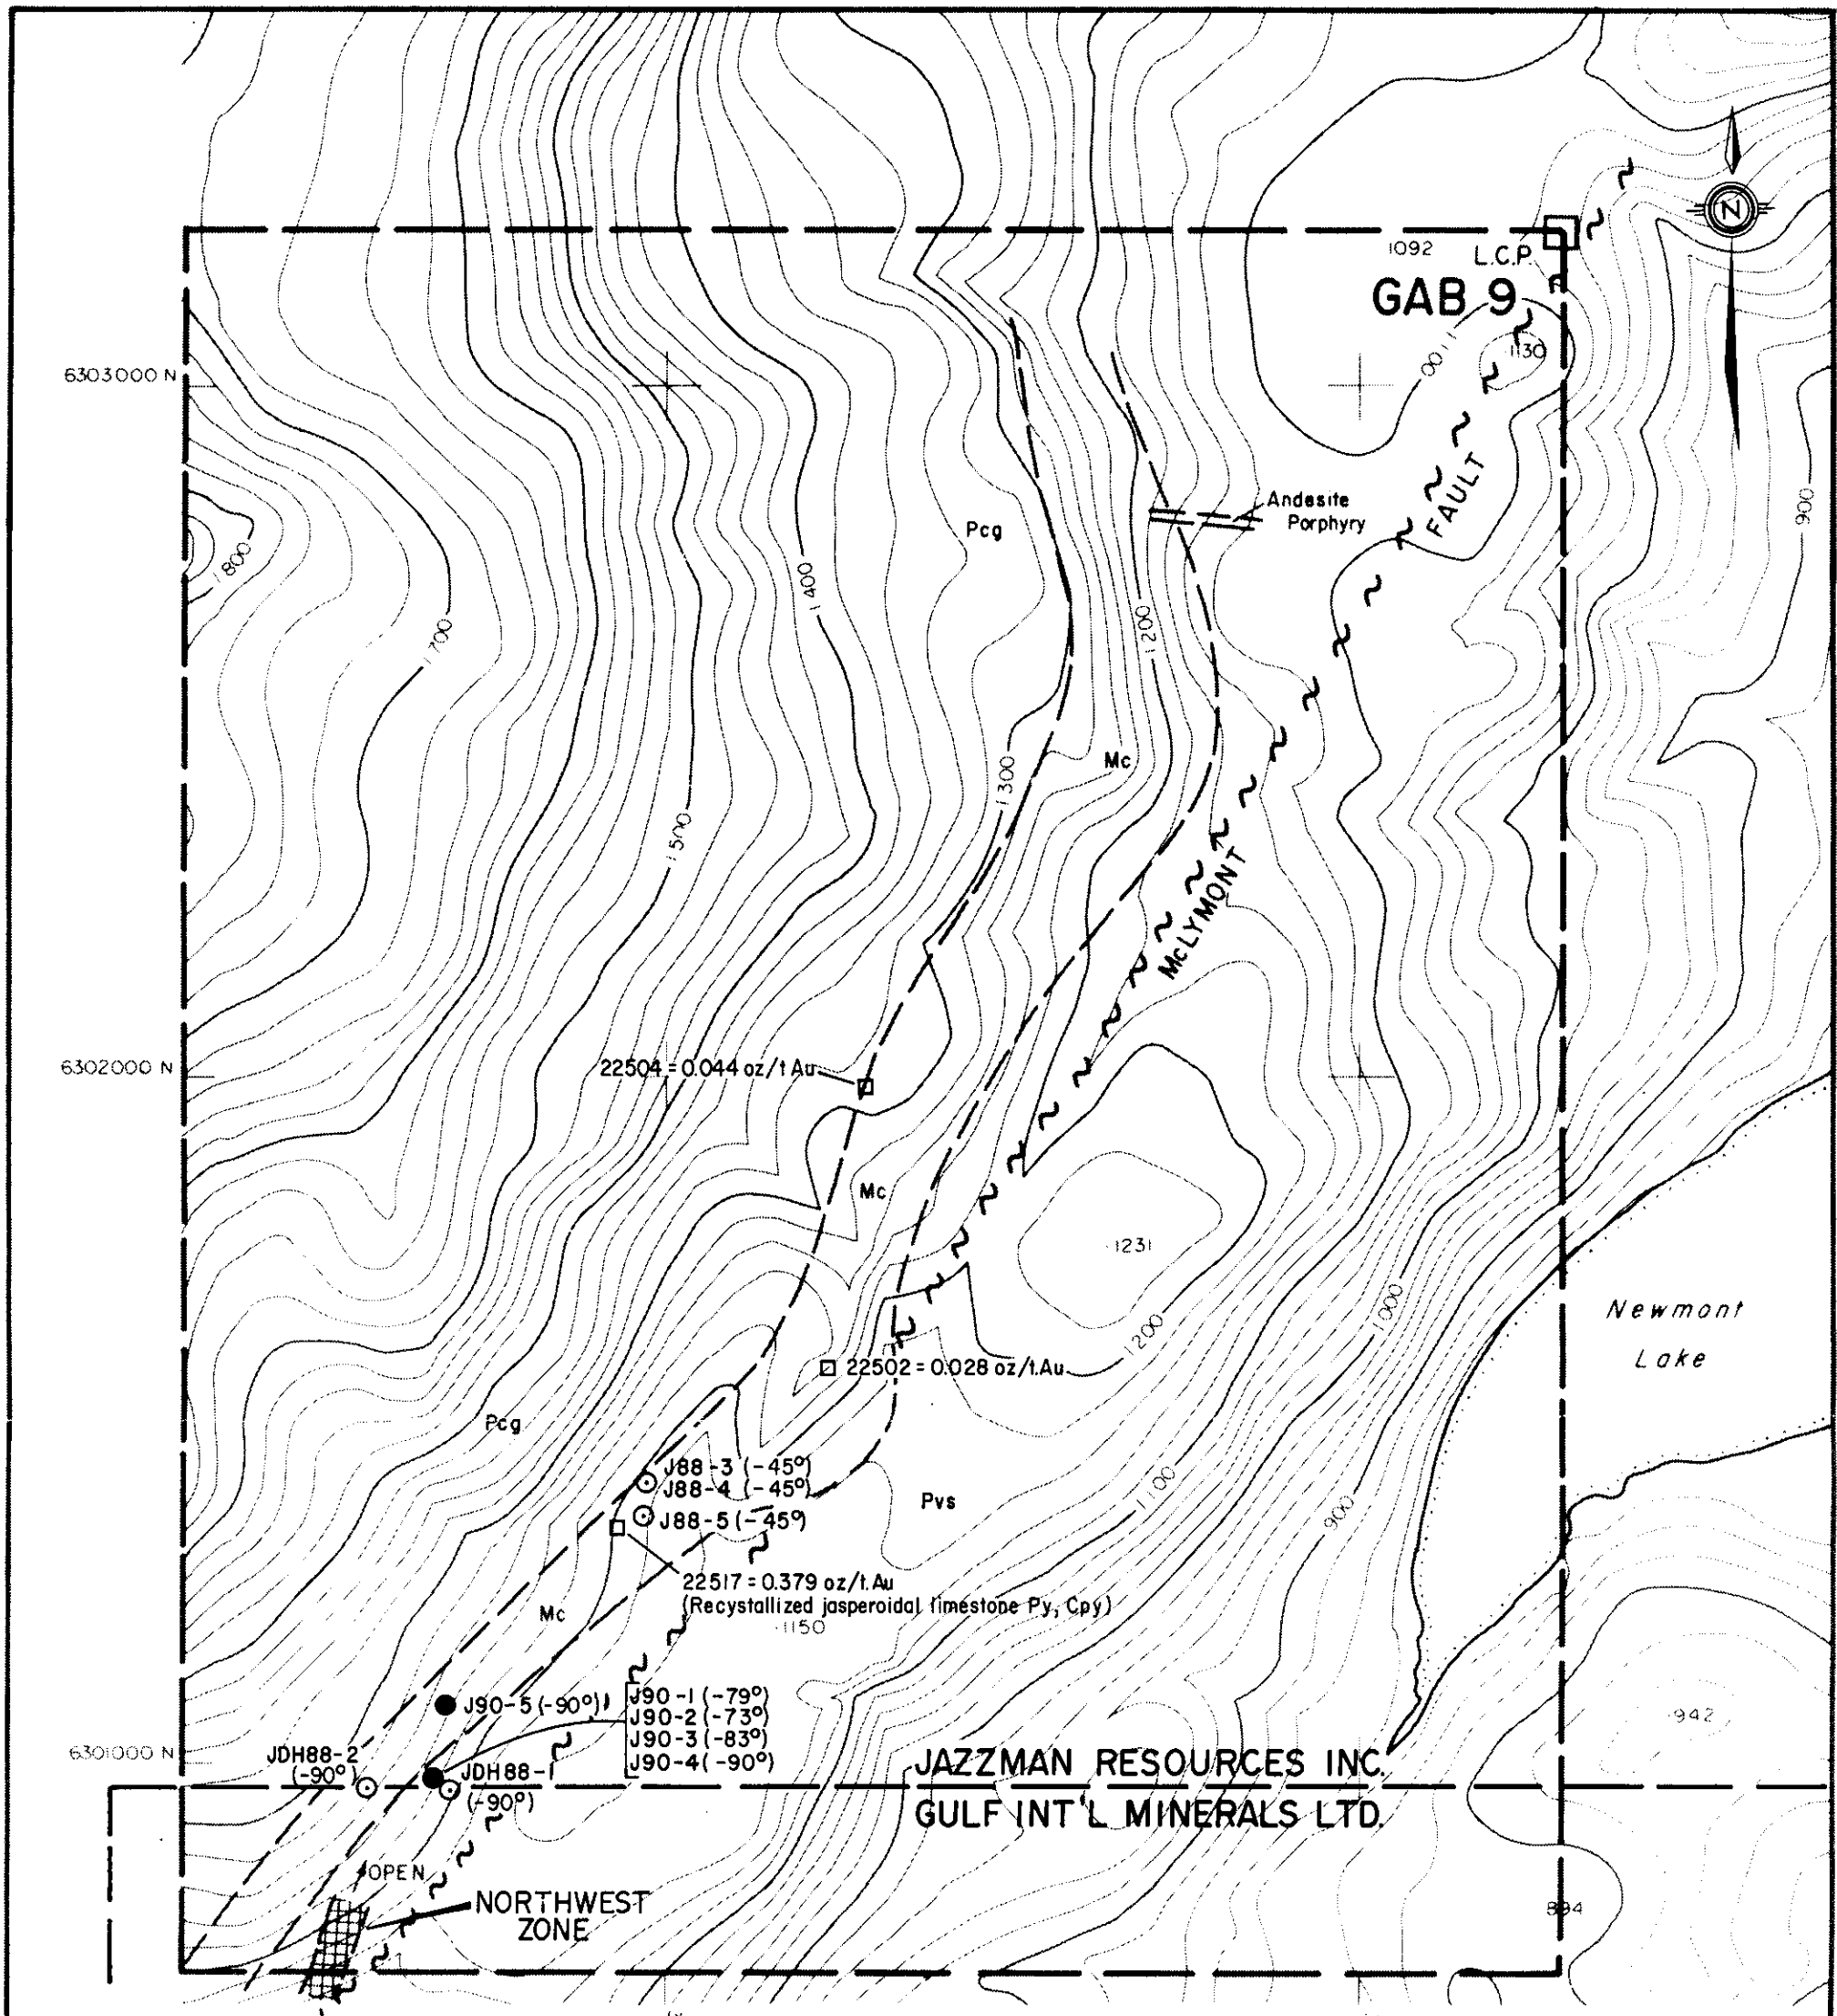 N
1092
L.C.P.
GAB 9
6303000 N
1130
1100
900
FAULT
Andesite
Porphyry
Pcg
1800
1400
1700
1200
Mc
1300
1500
McLYMONT
6302000 N
22504 = 0.044 oz/t Au
Mc
1231
1000
Newmont
Lake
1200
22502 = 0.028 oz/t.Au
Pcg
J88-3 (-45°)
J88-4 (-45°)
J88-5 (-45°)
Pvs
1100
900
22517 = 0.379 oz/t.Au
(Recystallized jasperoidal limestone Py, Cpy)
Mc
1150
J90-5 (-90°)
J90-1 (-79°)
J90-2 (-73°)
J90-3 (-83°)
J90-4 (-90°)
942
6301000 N
JDH88-2
(-90°)
JDH88-1
(-90°)
JAZZMAN RESOURCES INC.
GULF INT'L MINERALS LTD.
OPEN
NORTHWEST
ZONE
894